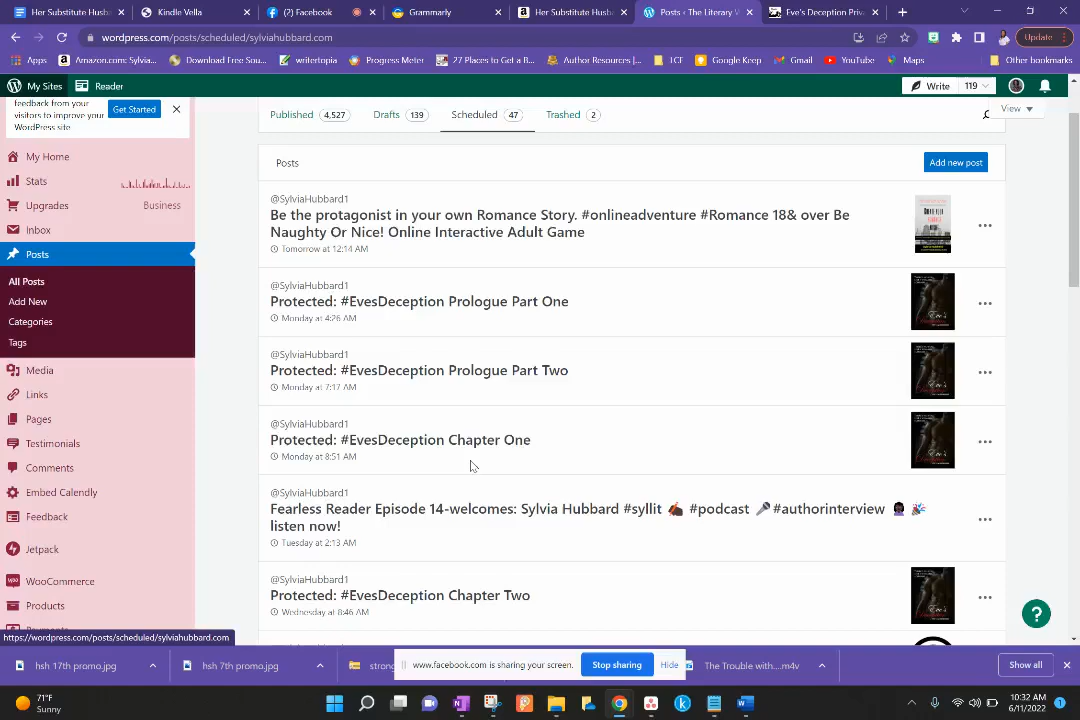 Her Substitute Husb
Kindle Vella
(2) Facebook
Grammarly
Her Substitute Husb
Posts ‹ The Literary V
Eve's Deception Priv
wordpress.com/posts/scheduled/sylviahubbard.com
Update
Apps
Amazon.com: Sylvia...
Download Free Sou...
writertopia
Progress Meter
27 Places to Get a B...
Author Resources |...
JCF
Google Keep
Gmail
YouTube
Maps
Other bookmarks
My Sites
Reader
Write
119
feedback from your
visitors to improve your
WordPress site
Get Started
Published 4,527
Drafts 139
Scheduled 47
Trashed 2
View
My Home
Stats
Upgrades
Business
Inbox
Posts
All Posts
Add New
Categories
Tags
Media
Links
Pages
Testimonials
Comments
Embed Calendly
Feedback
Jetpack
WooCommerce
Products
Posts
Add new post
@SylviaHubbard1
Be the protagonist in your own Romance Story. #onlineadventure #Romance 18& over Be
Naughty Or Nice! Online Interactive Adult Game
Tomorrow at 12:14 AM
@SylviaHubbard1
Protected: #EvesDeception Prologue Part One
Monday at 4:26 AM
@SylviaHubbard1
Protected: #EvesDeception Prologue Part Two
Monday at 7:17 AM
@SylviaHubbard1
Protected: #EvesDeception Chapter One
Monday at 8:51 AM
@SylviaHubbard1
Fearless Reader Episode 14-welcomes: Sylvia Hubbard #syllit ✍🏿 #podcast 🎤#authorinterview 👩🏿 🎉
listen now!
Tuesday at 2:13 AM
@SylviaHubbard1
Protected: #EvesDeception Chapter Two
Wednesday at 8:46 AM
https://wordpress.com/posts/scheduled/sylviahubbard.com
hsh 17th promo.jpg
hsh 7th promo.jpg
stron
www.facebook.com is sharing your screen.
Stop sharing
Hide
The Trouble with....m4v
Show all
71°F
Sunny
10:32 AM
6/11/2022
1